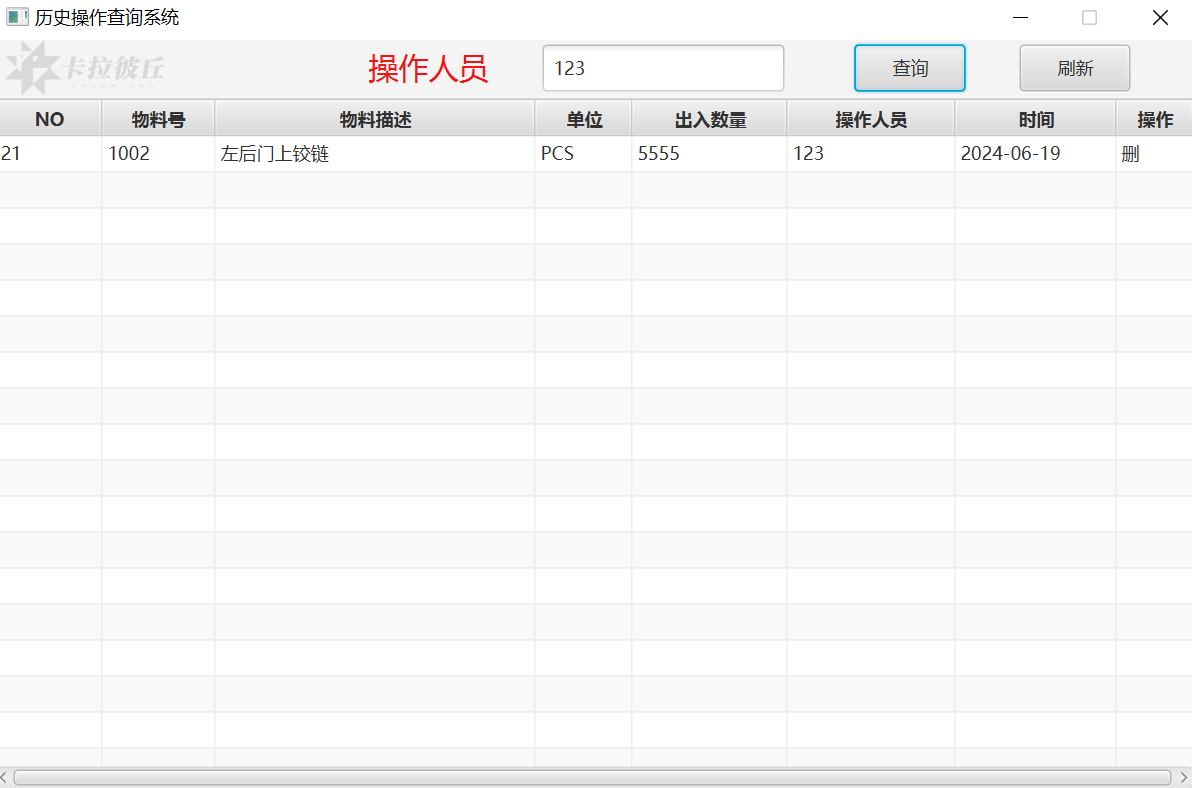 历史操作查询系统
卡拉彼丘
操作人员 123 查询 刷新
NO 物料号 物料描述 单位 出入数量 操作人员 时间 操作
21 1002 左后门上铰链 PCS 5555 123 2024-06-19 删